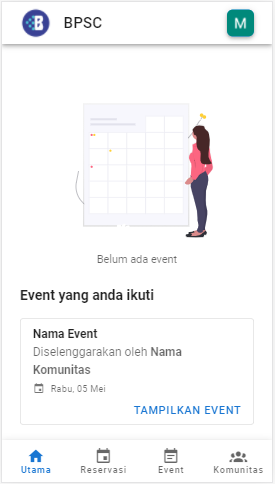 BPSC
M
Belum ada event
Event yang anda ikuti
Nama Event
Diselenggarakan oleh Nama
Komunitas
Rabu, 05 Mei
TAMPILKAN EVENT
Utama Reservasi Event Komunitas